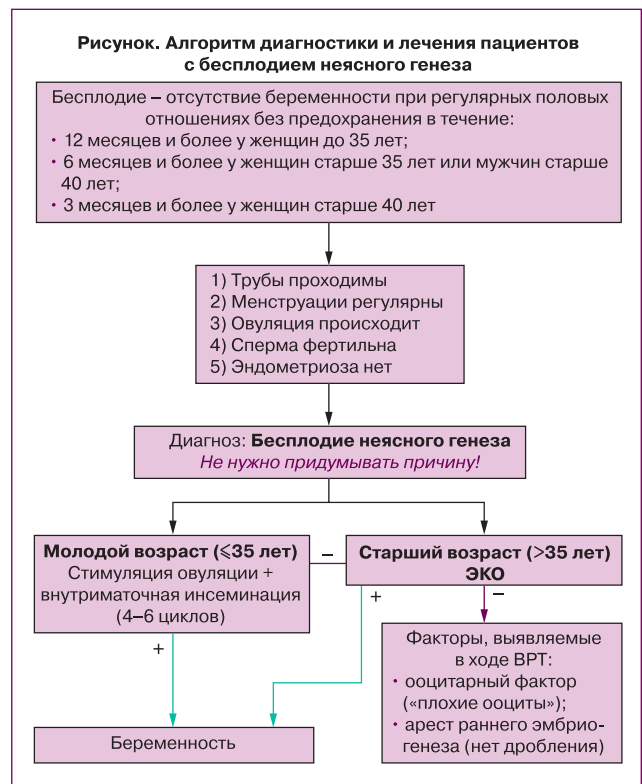 Рисунок. Алгоритм диагностики и лечения пациентов
с бесплодием неясного генеза
Бесплодие – отсутствие беременности при регулярных половых
отношениях без предохранения в течение:
• 12 месяцев и более у женщин до 35 лет;
• 6 месяцев и более у женщин старше 35 лет или мужчин старше
40 лет;
• 3 месяцев и более у женщин старше 40 лет
1) Трубы проходимы
2) Менструации регулярны
3) Овуляция происходит
4) Сперма фертильна
5) Эндометриоза нет
Диагноз: Бесплодие неясного генеза
Не нужно придумывать причину!
Молодой возраст (⩽35 лет)
Стимуляция овуляции +
внутриматочная инсеминация
(4–6 циклов)
–
Старший возраст (>35 лет)
ЭКО
+
–
+
Факторы, выявляемые
в ходе ВРТ:
• ооцитарный фактор
(«плохие ооциты»);
• арест раннего эмбрио-
генеза (нет дробления)
Беременность